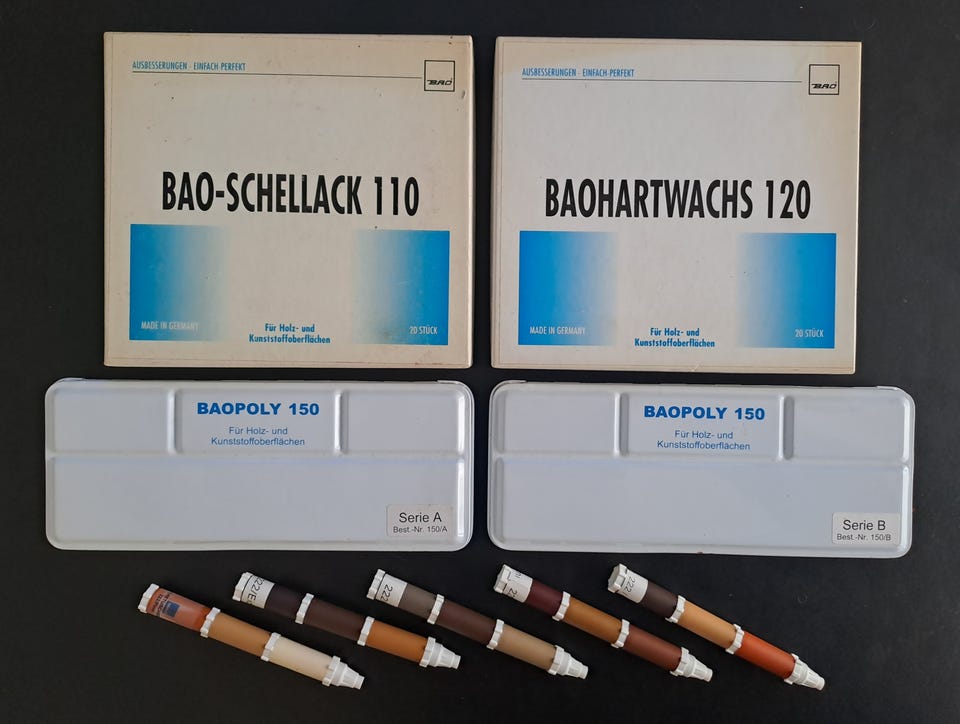 AUSBESSERUNGEN · EINFACH-PERFEKT
BAO
BAO-SCHELLACK 110
MADE IN GERMANY
Für Holz- und
Kunststoffoberflächen
20 STÜCK
AUSBESSERUNGEN · EINFACH-PERFEKT
BAO
BAOHARTWACHS 120
MADE IN GERMANY
Für Holz- und
Kunststoffoberflächen
20 STÜCK
BAOPOLY 150
Für Holz- und
Kunststoffoberflächen
Serie A
Best.-Nr. 150/A
BAOPOLY 150
Für Holz- und
Kunststoffoberflächen
Serie B
Best.-Nr. 150/B
222
222